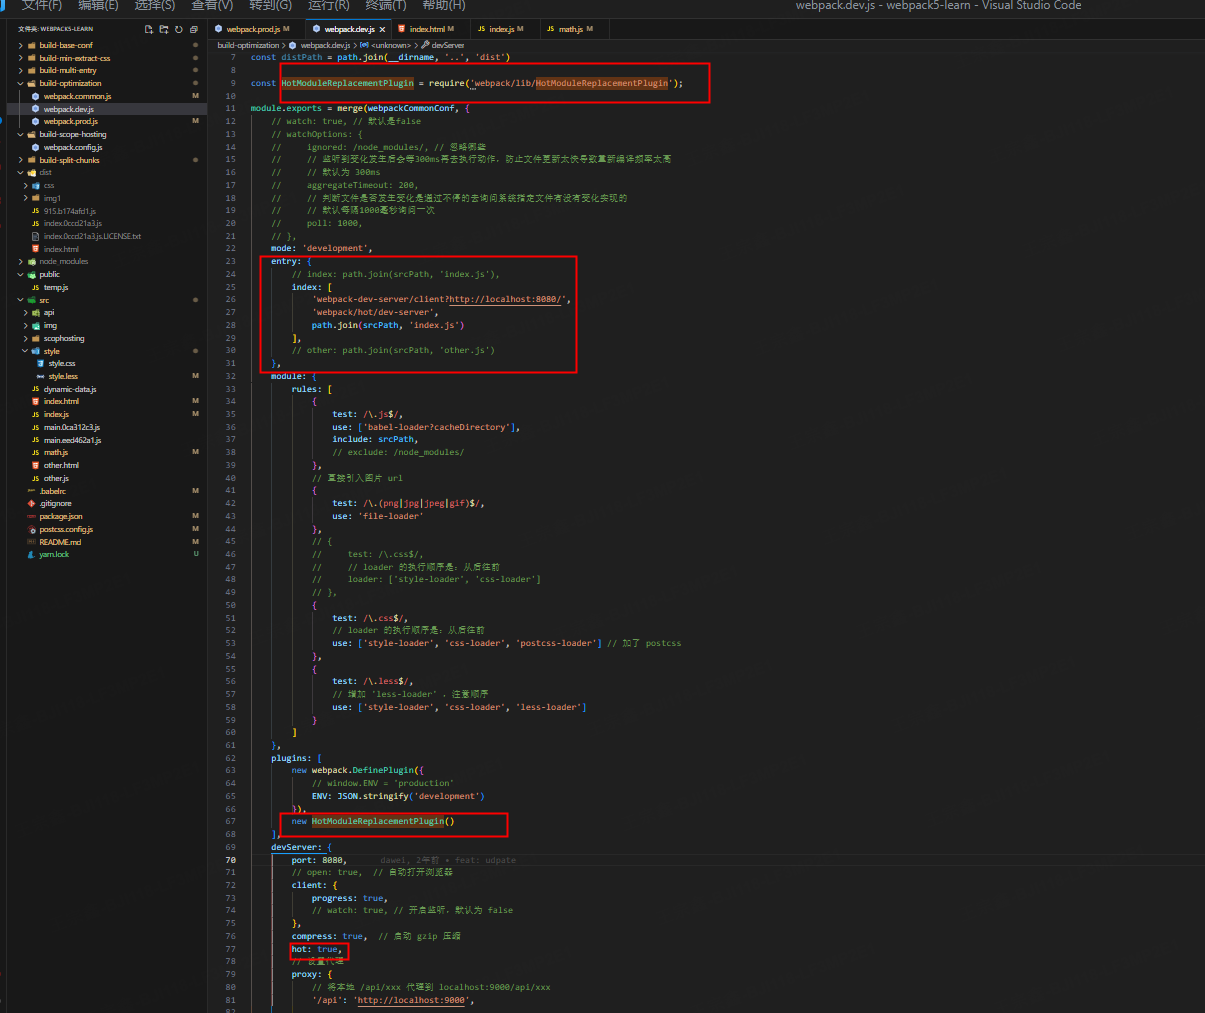 文件(F) 编辑(E) 选择(S) 查看(V) 转到(G) 运行(R) 终端(T) 帮助(H)
webpack.dev.js - webpack5-learn - Visual Studio Code
文件夹: WEBPACK5-LEARN
build-base-conf
build-min-extract-css
build-multi-entry
build-optimization
webpack.common.js M
webpack.dev.js
webpack.prod.js M
build-scope-hosting
webpack.config.js
build-split-chunks
dist
css
img1
915.b174afd1.js
index.0ccd21a3.js
index.0ccd21a3.js.LICENSE.txt
index.html
node_modules
public
temp.js
src
api
img
scophosting
style
style.css
style.less M
dynamic-data.js
index.html M
index.js M
main.0ca312c3.js
main.eed462a1.js
math.js M
other.html
other.js
.babelrc M
.gitignore
package.json M
postcss.config.js M
README.md M
yarn.lock U
webpack.prod.js M webpack.dev.js × index.html M index.js M math.js M
build-optimization > webpack.dev.js > <unknown> > devServer
7 const distPath = path.join(__dirname, '..', 'dist')
8
9 const HotModuleReplacementPlugin = require('webpack/lib/HotModuleReplacementPlugin');
10
11 module.exports = merge(webpackCommonConf, {
12 // watch: true, // 默认是false
13 // watchOptions: {
14 // ignored: /node_modules/, // 忽略哪些
15 // // 监听到变化发生后会等300ms再去执行动作，防止文件更新太快导致重新编译频率太高
16 // // 默认为 300ms
17 // aggregateTimeout: 200,
18 // // 判断文件是否发生变化是通过不停的去询问系统指定文件有没有变化实现的
19 // // 默认每隔1000毫秒询问一次
20 // poll: 1000,
21 // },
22 mode: 'development',
23 entry: {
24 // index: path.join(srcPath, 'index.js'),
25 index: [
26 'webpack-dev-server/client?http://localhost:8080/',
27 'webpack/hot/dev-server',
28 path.join(srcPath, 'index.js')
29 ],
30 // other: path.join(srcPath, 'other.js')
31 },
32 module: {
33 rules: [
34 {
35 test: /\.js$/,
36 use: ['babel-loader?cacheDirectory'],
37 include: srcPath,
38 // exclude: /node_modules/
39 },
40 // 直接引入图片 url
41 {
42 test: /\.(png|jpg|jpeg|gif)$/,
43 use: 'file-loader'
44 },
45 // {
46 // test: /\.css$/,
47 // // loader 的执行顺序是：从后往前
48 // loader: ['style-loader', 'css-loader']
49 // },
50 {
51 test: /\.css$/,
52 // loader 的执行顺序是：从后往前
53 use: ['style-loader', 'css-loader', 'postcss-loader'] // 加了 postcss
54 },
55 {
56 test: /\.less$/,
57 // 增加 'less-loader' ，注意顺序
58 use: ['style-loader', 'css-loader', 'less-loader']
59 }
60 ]
61 },
62 plugins: [
63 new webpack.DefinePlugin({
64 // window.ENV = 'production'
65 ENV: JSON.stringify('development')
66 }),
67 new HotModuleReplacementPlugin()
68 ],
69 devServer: {
70 port: 8080, dawei, 2年前 • feat: udpate
71 // open: true, // 自动打开浏览器
72 client: {
73 progress: true,
74 // watch: true, // 开启监听，默认为 false
75 },
76 compress: true, // 启动 gzip 压缩
77 hot: true,
78 // 设置代理
79 proxy: {
80 // 将本地 /api/xxx 代理到 localhost:9000/api/xxx
81 '/api': 'http://localhost:9000',
82